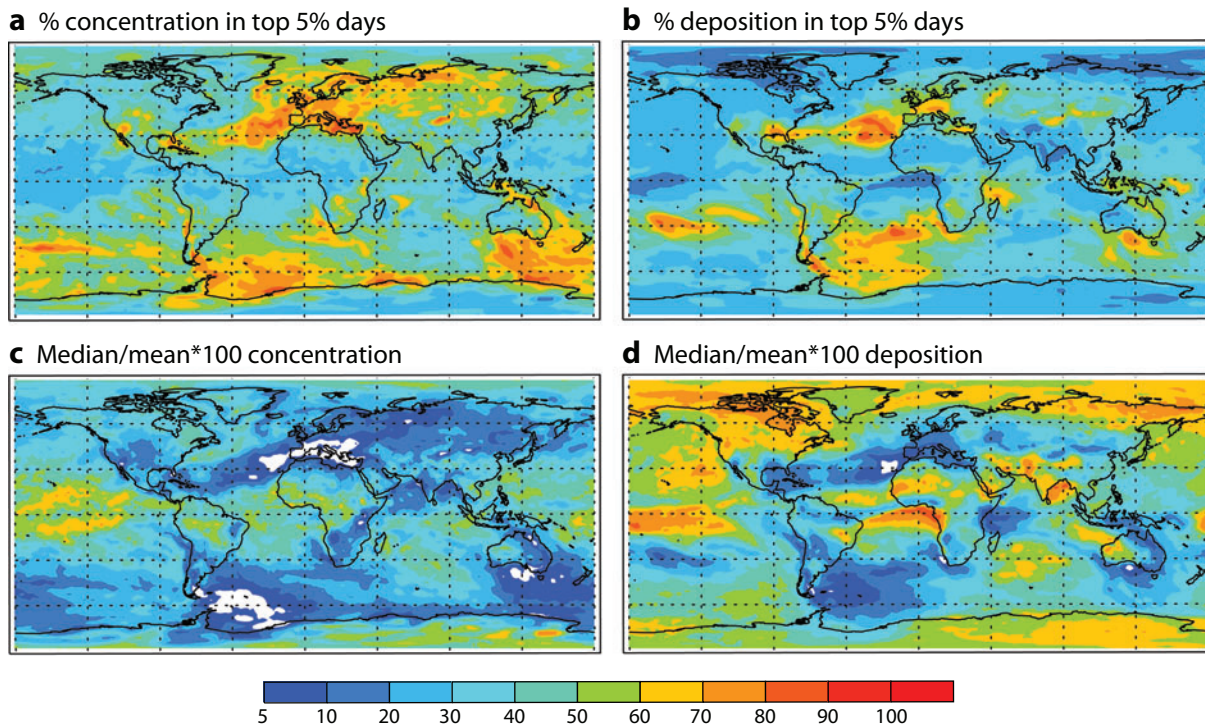 a % concentration in top 5% days
b % deposition in top 5% days
c Median/mean*100 concentration
d Median/mean*100 deposition
5 10 20 30 40 50 60 70 80 90 100